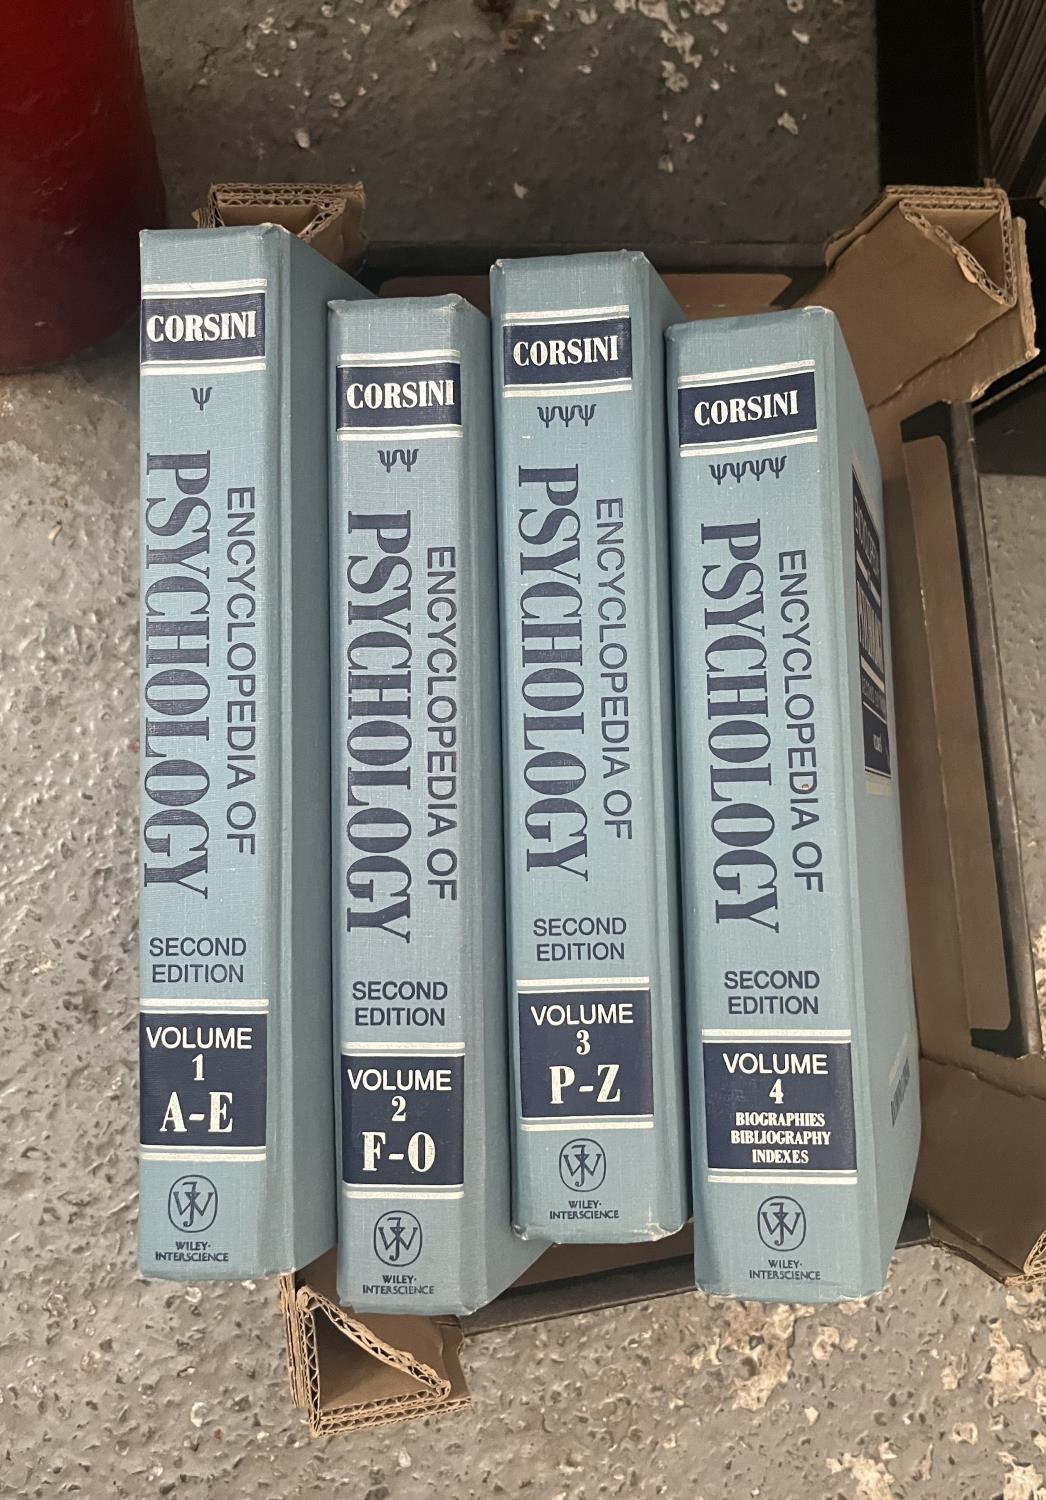 CORSINI
Ψ
ENCYCLOPEDIA OF
PSYCHOLOGY
SECOND
EDITION
VOLUME
1
A-E
WILEY-
INTERSCIENCE
CORSINI
ΨΨ
ENCYCLOPEDIA OF
PSYCHOLOGY
SECOND
EDITION
VOLUME
2
F-O
WILEY-
INTERSCIENCE
CORSINI
ΨΨΨ
ENCYCLOPEDIA OF
PSYCHOLOGY
SECOND
EDITION
VOLUME
3
P-Z
WILEY-
INTERSCIENCE
CORSINI
ΨΨΨΨ
ENCYCLOPEDIA OF
PSYCHOLOGY
SECOND
EDITION
VOLUME
4
BIOGRAPHIES
BIBLIOGRAPHY
INDEXES
WILEY-
INTERSCIENCE